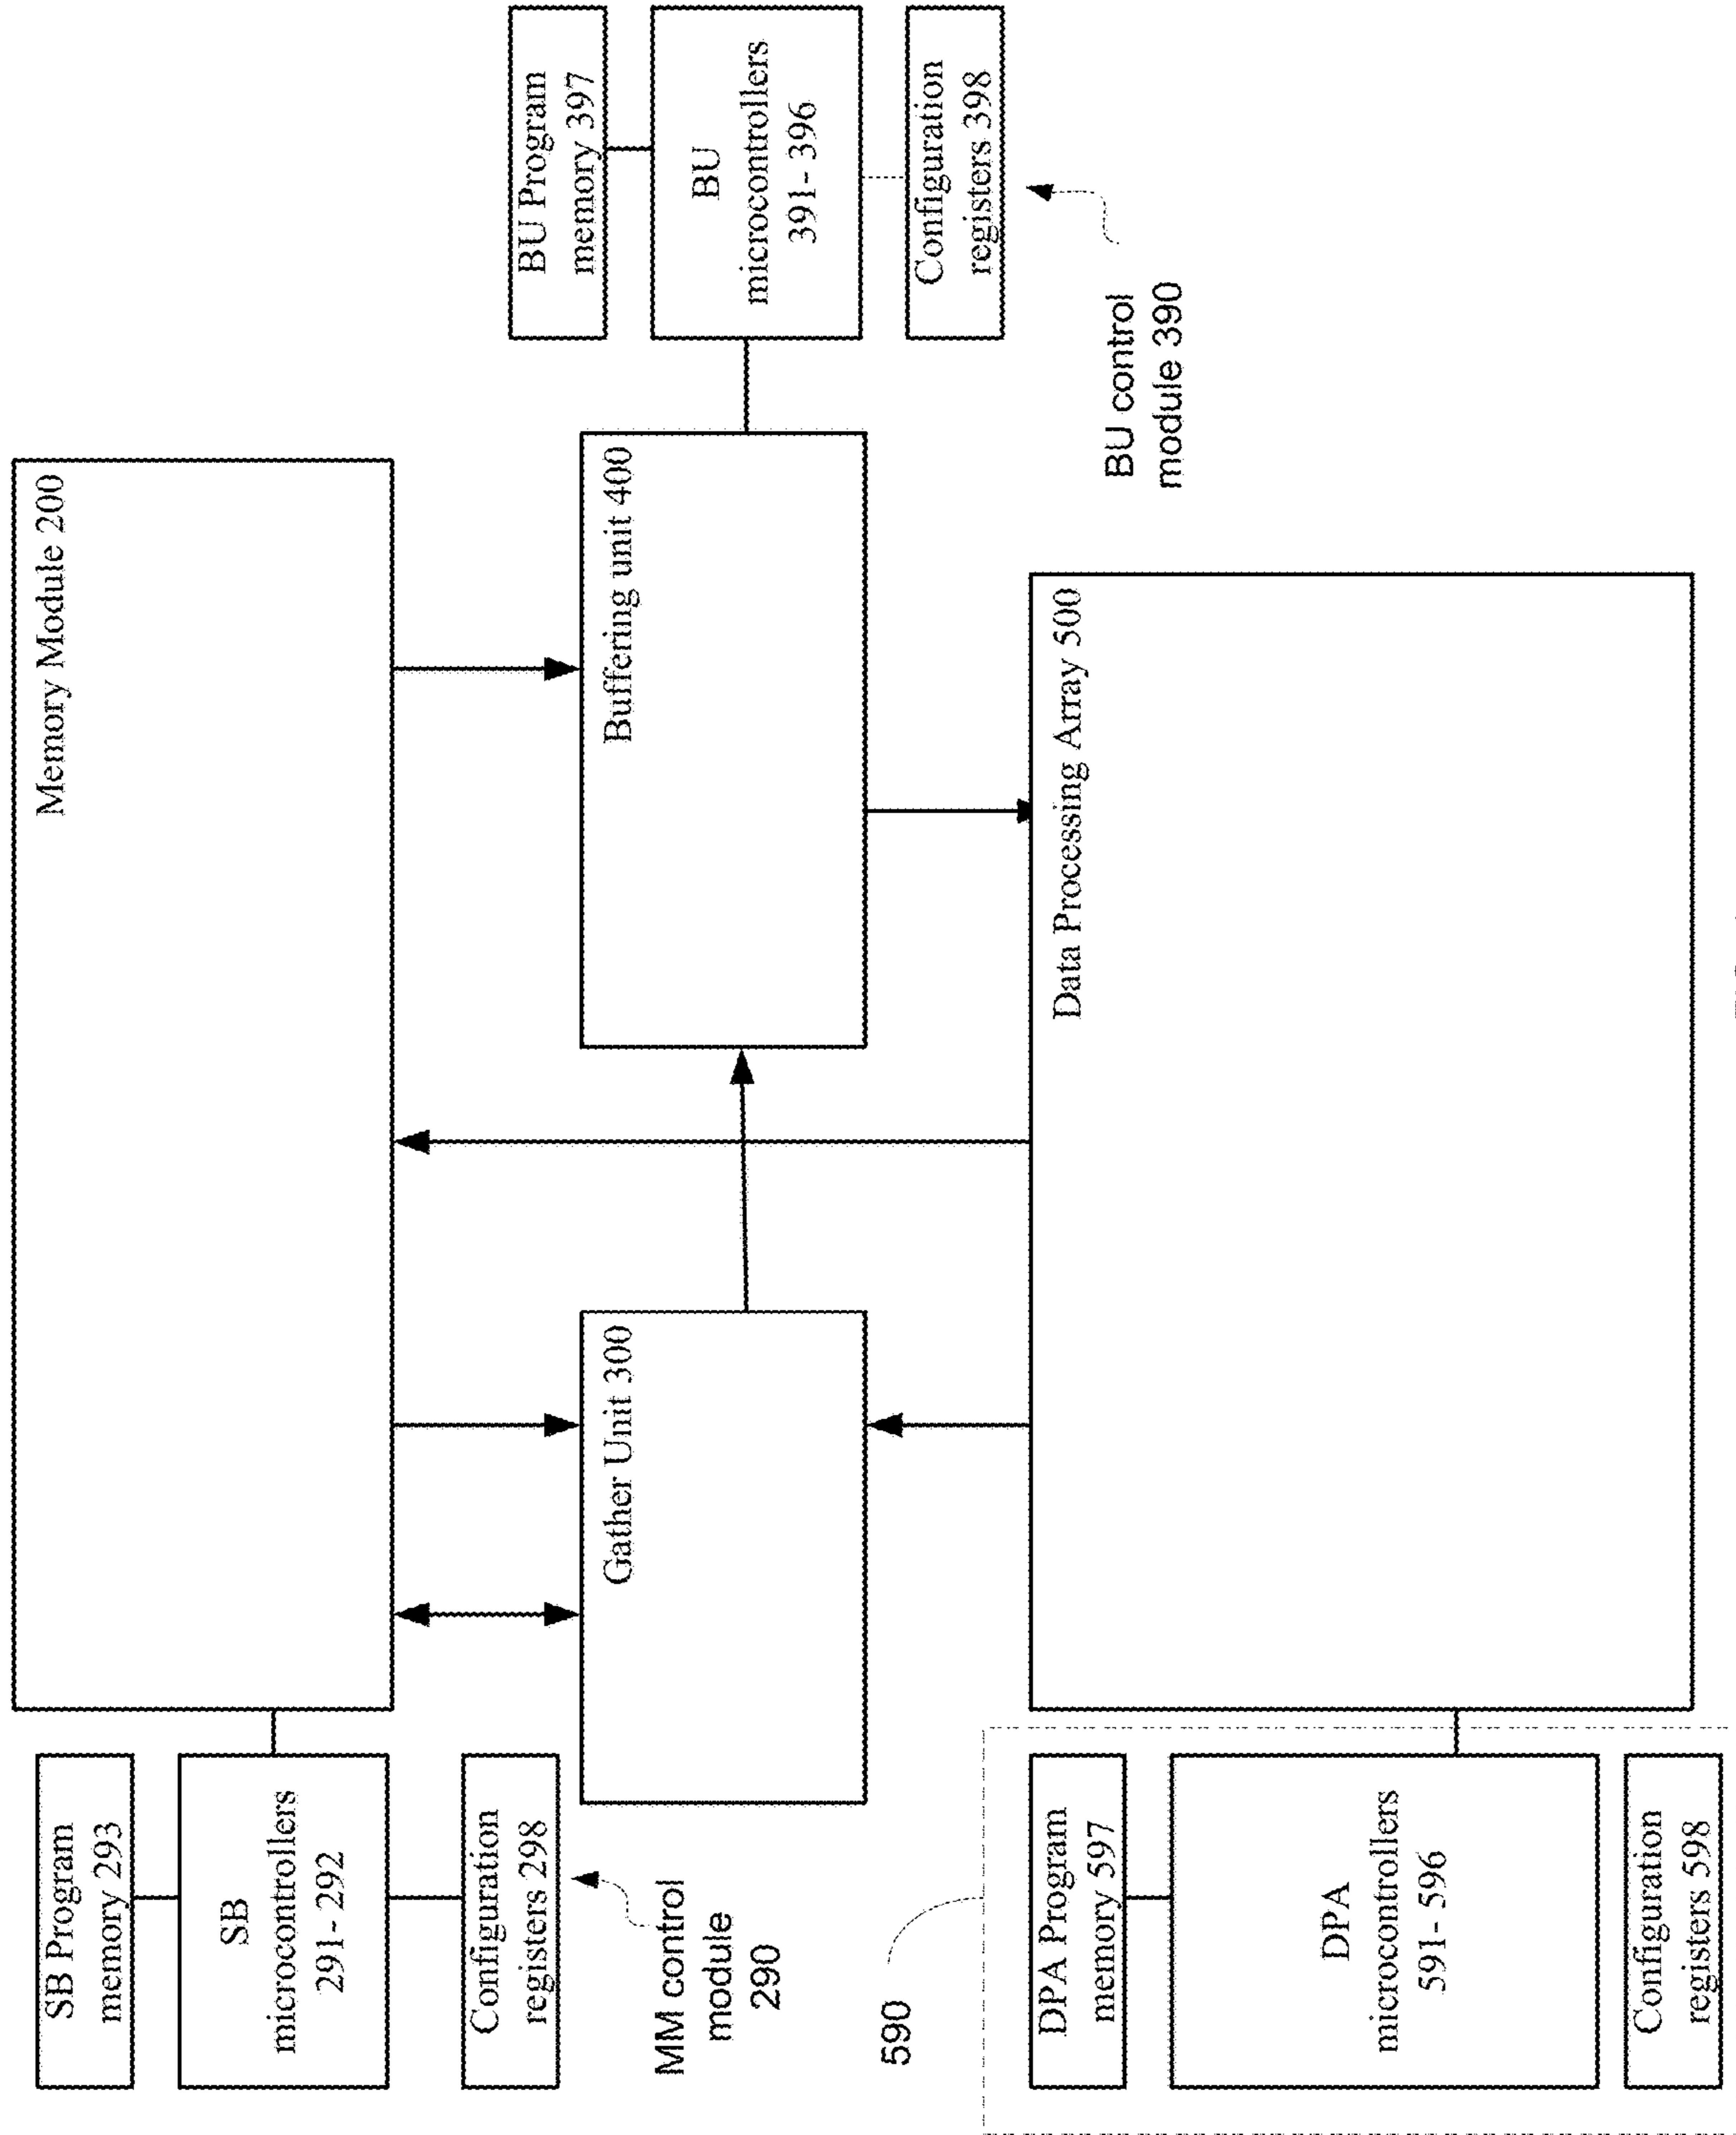 SB Program
memory 293
SB
microcontrollers
291- 292
Configuration
registers 298
MM control
module
290
Memory Module 200
Gather Unit 300
Buffering unit 400
BU Program
memory 397
BU
microcontrollers
391- 396
Configuration
registers 398
BU control
module 390
590
DPA Program
memory 597
DPA
microcontrollers
591- 596
Configuration
registers 598
Data Processing Array 500